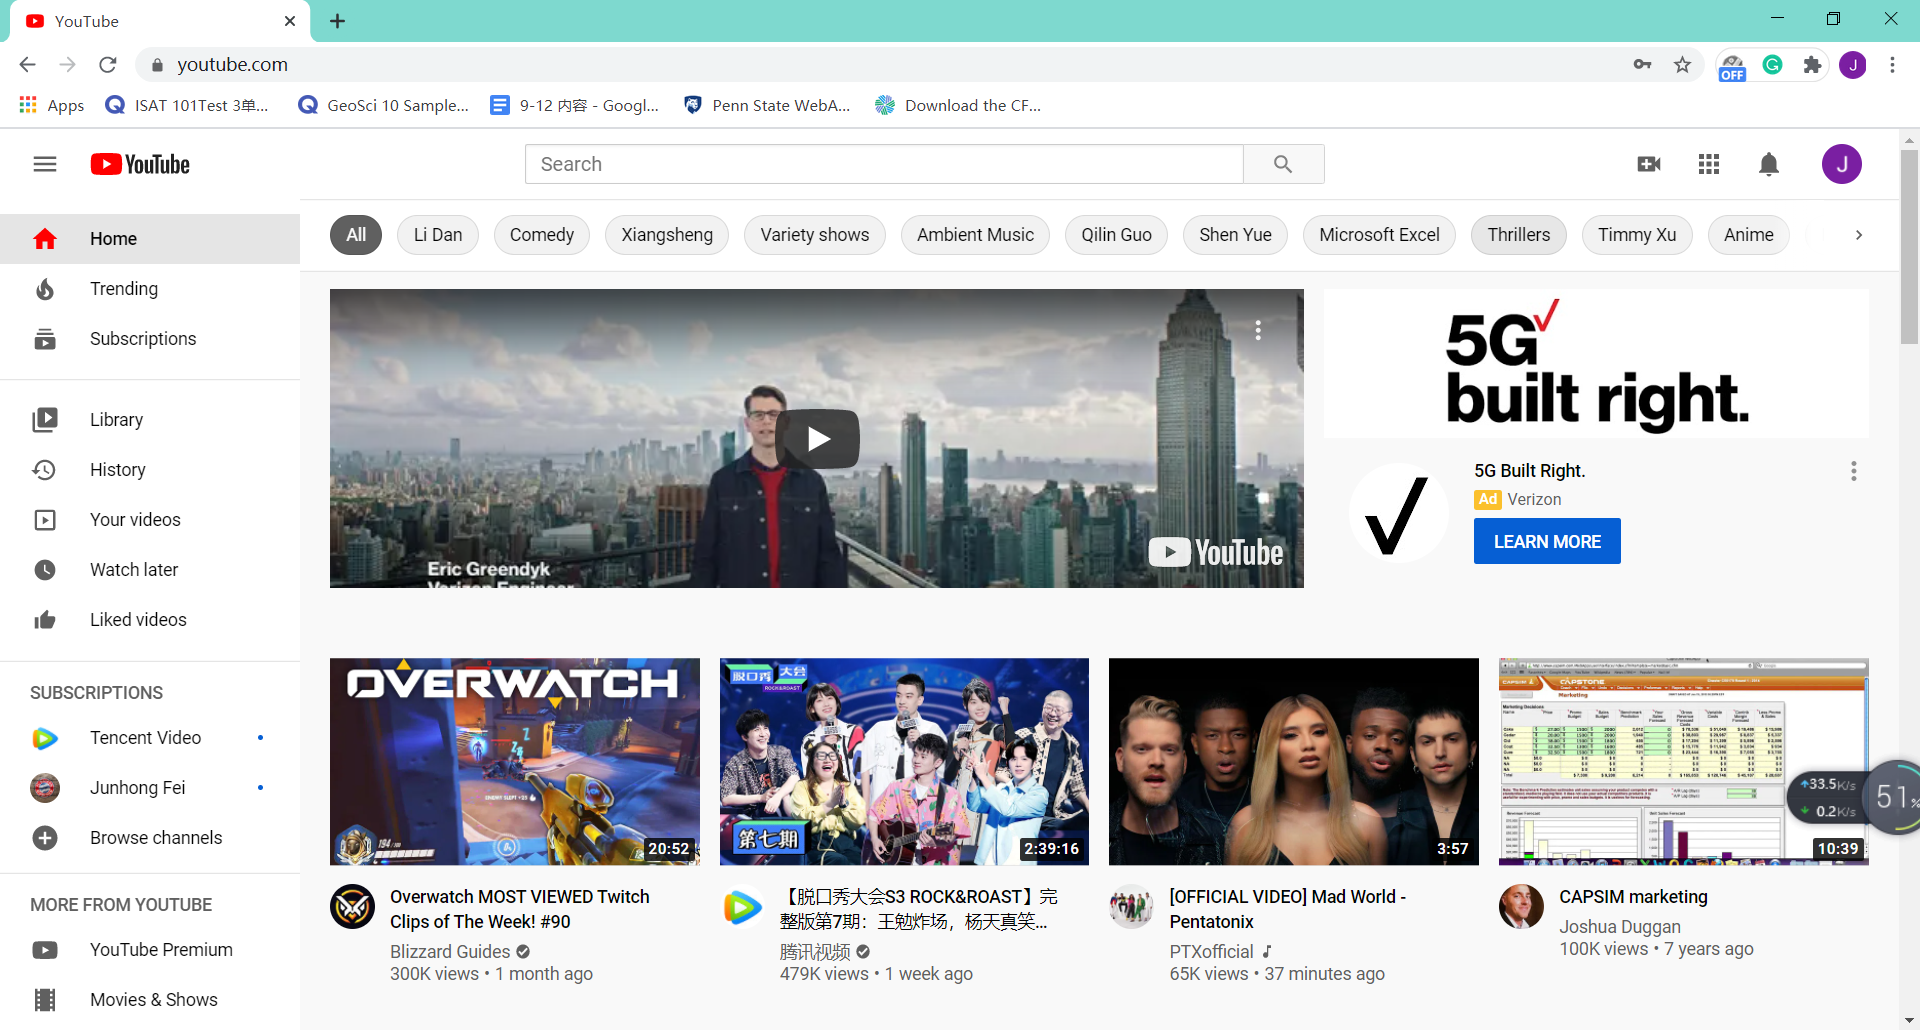 YouTube
youtube.com
OFF
J
Apps
ISAT 101Test 3单...
GeoSci 10 Sample...
9-12 内容 - Googl...
Penn State WebA...
Download the CF...
YouTube
Search
J
Home
Trending
Subscriptions
Library
History
Your videos
Watch later
Liked videos
SUBSCRIPTIONS
Tencent Video
Junhong Fei
Browse channels
MORE FROM YOUTUBE
YouTube Premium
Movies & Shows
All
Li Dan
Comedy
Xiangsheng
Variety shows
Ambient Music
Qilin Guo
Shen Yue
Microsoft Excel
Thrillers
Timmy Xu
Anime
Eric Greendyk
Verizon Engineer
YouTube
5G
built right.
5G Built Right.
Ad Verizon
LEARN MORE
OVERWATCH
20:52
脱口秀大会
ROCK&ROAST
第七期
2:39:16
3:57
CAPSIM
CAPSTONE
Marketing
10:39
33.5K/s
0.2K/s
51%
Overwatch MOST VIEWED Twitch
Clips of The Week! #90
Blizzard Guides
300K views • 1 month ago
【脱口秀大会S3 ROCK&ROAST】完
整版第7期：王勉炸场，杨天真笑...
腾讯视频
479K views • 1 week ago
[OFFICIAL VIDEO] Mad World -
Pentatonix
PTXofficial
65K views • 37 minutes ago
CAPSIM marketing
Joshua Duggan
100K views • 7 years ago